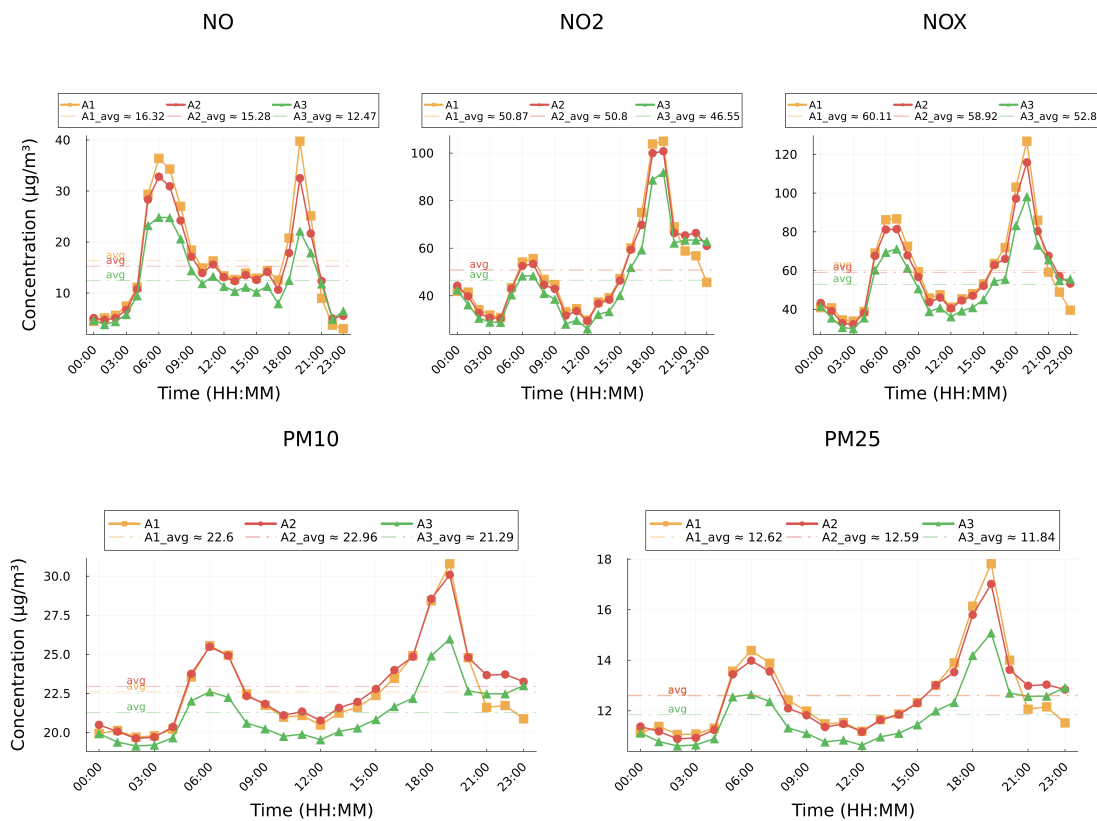 NO
NO2
NOX
A1 A2 A3
A1_avg ≈ 16.32 A2_avg ≈ 15.28 A3_avg ≈ 12.47
A1 A2 A3
A1_avg ≈ 50.87 A2_avg ≈ 50.8 A3_avg ≈ 46.55
A1 A2 A3
A1_avg ≈ 60.11 A2_avg ≈ 58.92 A3_avg ≈ 52.8
Concentration (μg/m³)
40
30
20
10
avg
avg
avg
00:00 03:00 06:00 09:00 12:00 15:00 18:00 21:00 23:00
Time (HH:MM)
100
80
60
40
avg
avg
avg
00:00 03:00 06:00 09:00 12:00 15:00 18:00 21:00 23:00
Time (HH:MM)
120
100
80
60
40
avg
avg
avg
00:00 03:00 06:00 09:00 12:00 15:00 18:00 21:00 23:00
Time (HH:MM)
PM10
PM25
A1 A2 A3
A1_avg ≈ 22.6 A2_avg ≈ 22.96 A3_avg ≈ 21.29
A1 A2 A3
A1_avg ≈ 12.62 A2_avg ≈ 12.59 A3_avg ≈ 11.84
Concentration (μg/m³)
30.0
27.5
25.0
22.5
20.0
avg
avg
avg
00:00 03:00 06:00 09:00 12:00 15:00 18:00 21:00 23:00
Time (HH:MM)
18
16
14
12
avg
avg
00:00 03:00 06:00 09:00 12:00 15:00 18:00 21:00 23:00
Time (HH:MM)